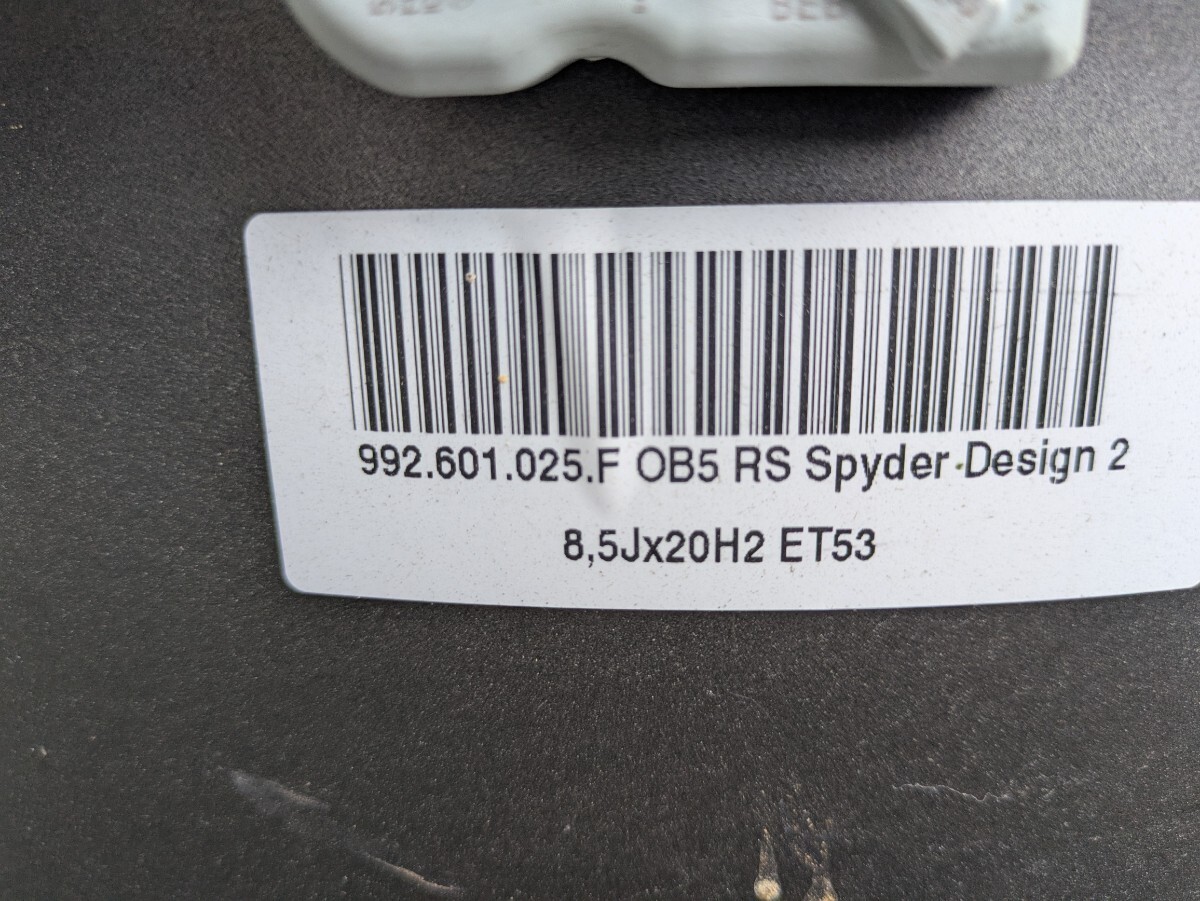 992.601.025.F OB5 RS Spyder Design 2
8,5Jx20H2 ET53